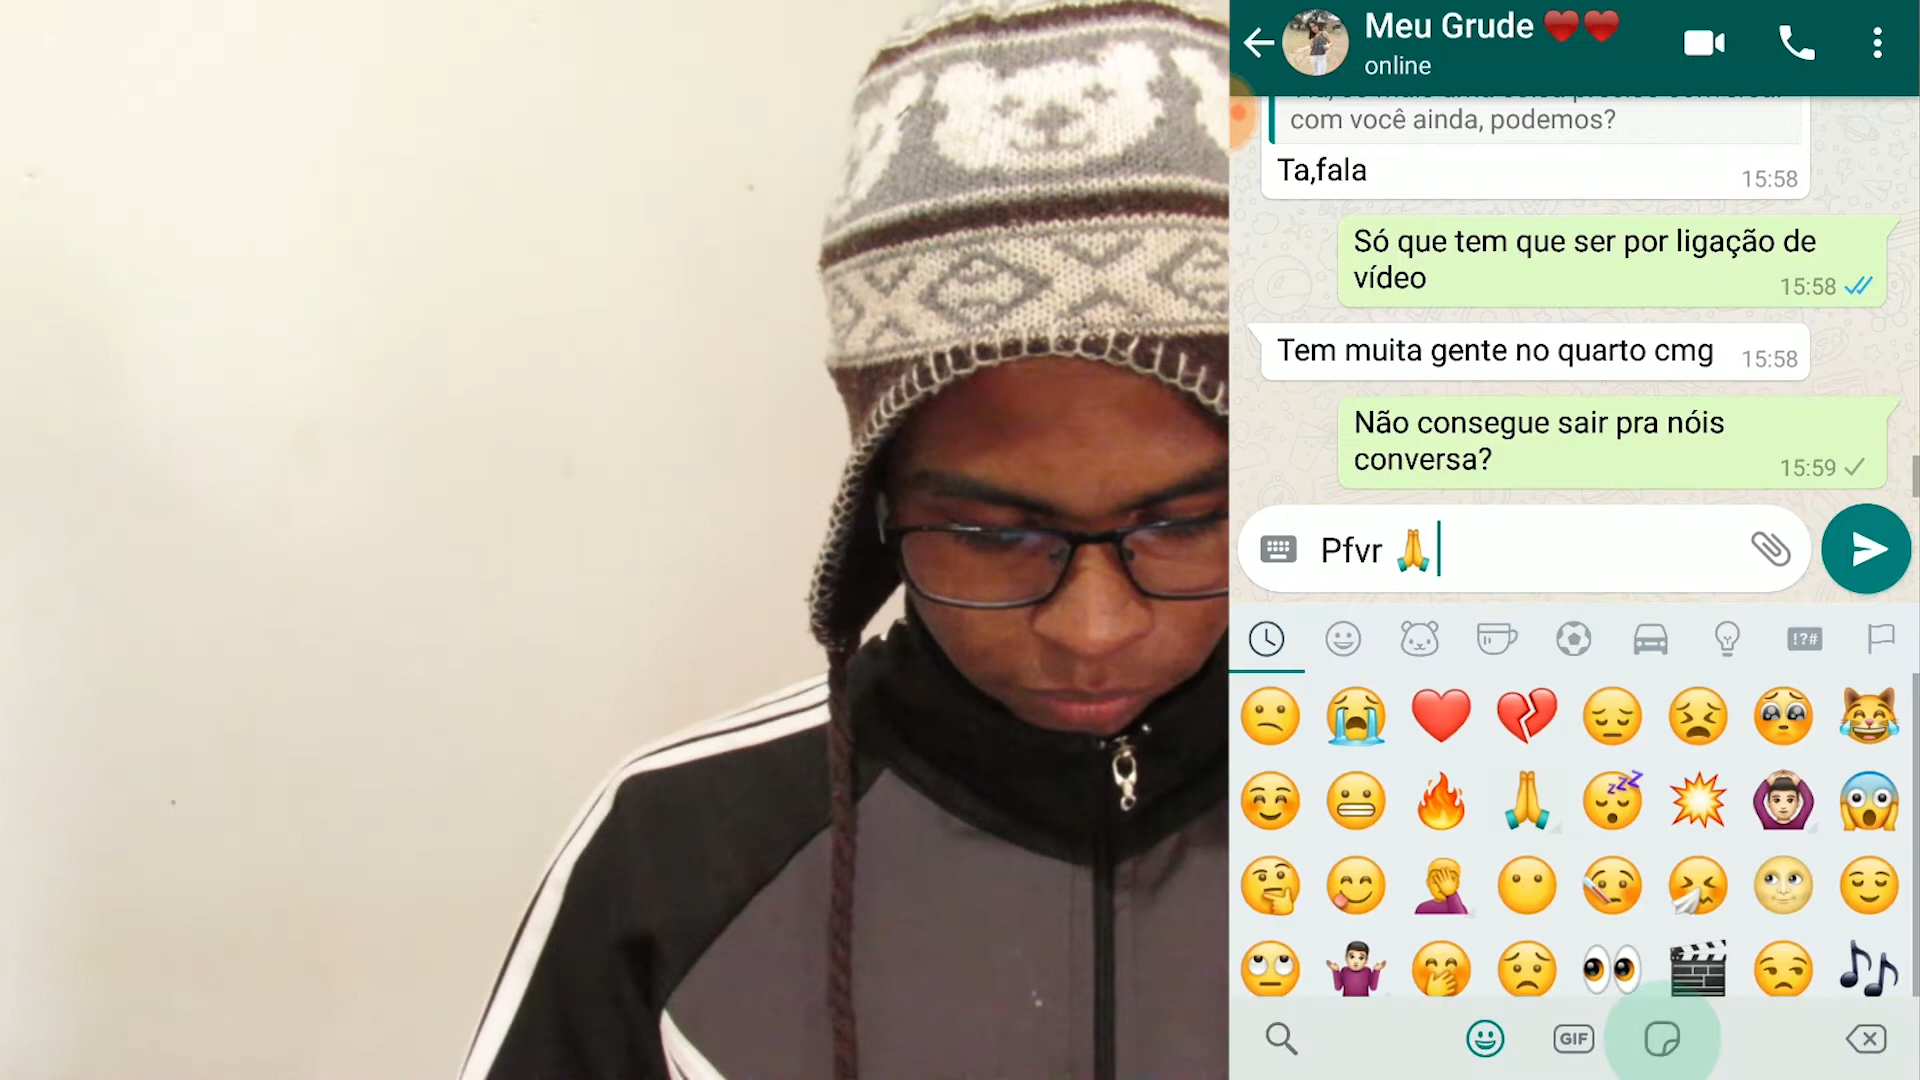 Meu Grude ❤️❤️
online
com você ainda, podemos?
Ta,fala
15:58
Só que tem que ser por ligação de
vídeo
15:58
Tem muita gente no quarto cmg
15:58
Não consegue sair pra nóis
conversa?
15:59
Pfvr 🙏
!?#
GIF